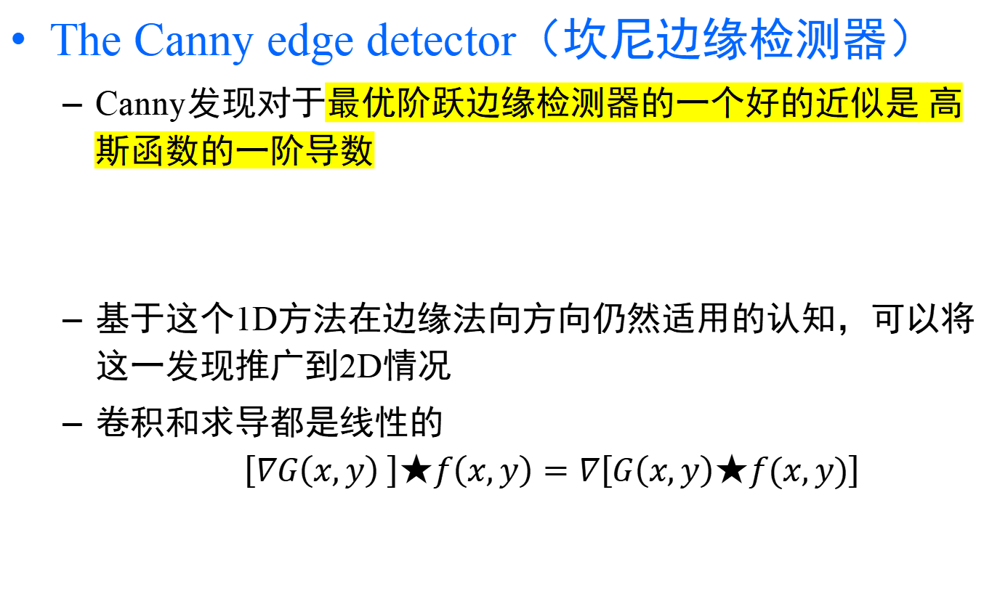 • The Canny edge detector（坎尼边缘检测器）
– Canny发现对于最优阶跃边缘检测器的一个好的近似是 高
斯函数的一阶导数
– 基于这个1D方法在边缘法向方向仍然适用的认知，可以将
这一发现推广到2D情况
– 卷积和求导都是线性的
[∇G(x, y) ]★f(x, y) = ∇[G(x, y)★f(x, y)]